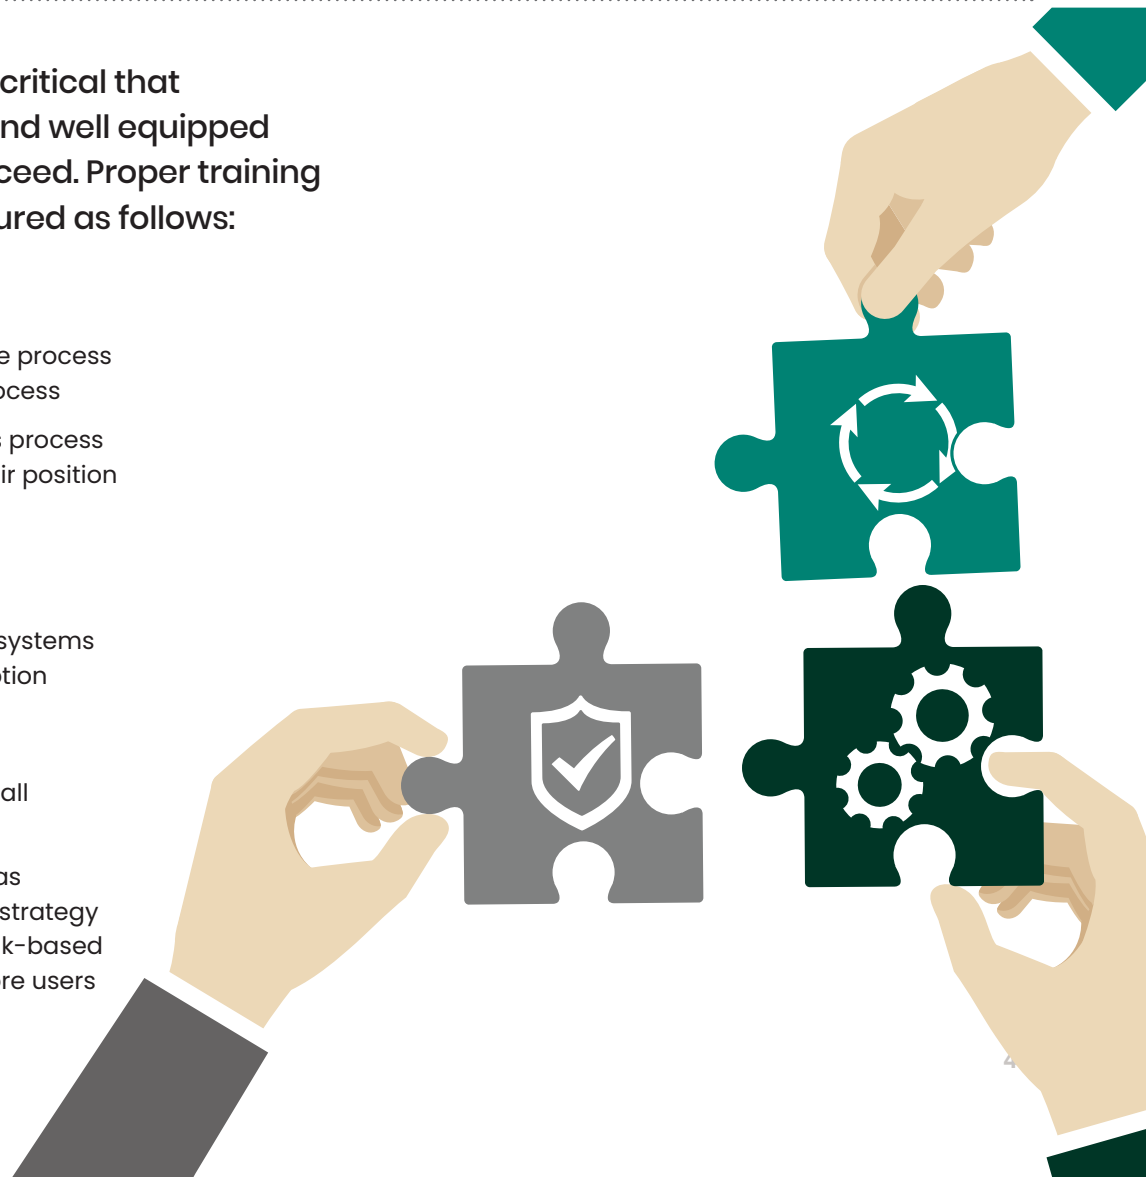 critical that
nd well equipped
ceed. Proper training
ured as follows:
e process
ocess
s process
ir position
systems
tion
all
as
strategy
k-based
re users
4